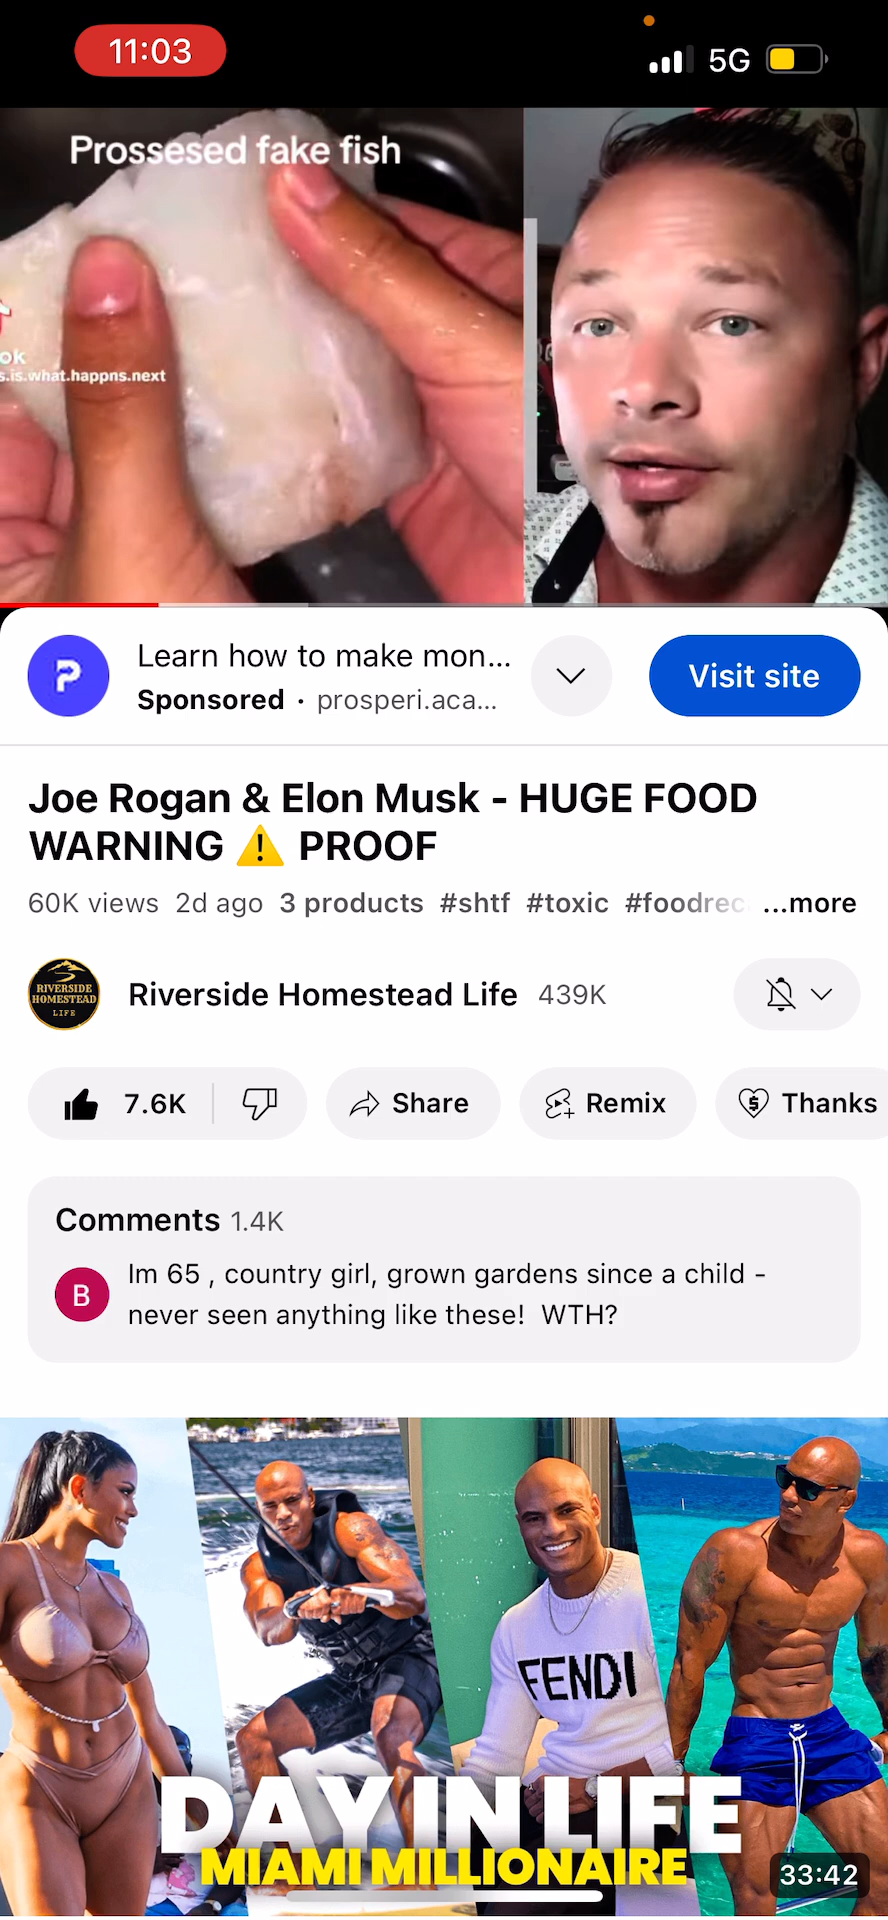 11:03
5G
Prossesed fake fish
ok
s.is.what.happns.next
Learn how to make mon...
Sponsored · prosperi.aca...
Visit site
Joe Rogan & Elon Musk - HUGE FOOD
WARNING ⚠️ PROOF
60K views 2d ago 3 products #shtf #toxic #foodrec ...more
RIVERSIDE
HOMESTEAD
LIFE
Riverside Homestead Life 439K
7.6K
Share
Remix
Thanks
Comments 1.4K
B
Im 65 , country girl, grown gardens since a child -
never seen anything like these! WTH?
FENDI
DAY IN LIFE
MIAMI MILLIONAIRE
33:42